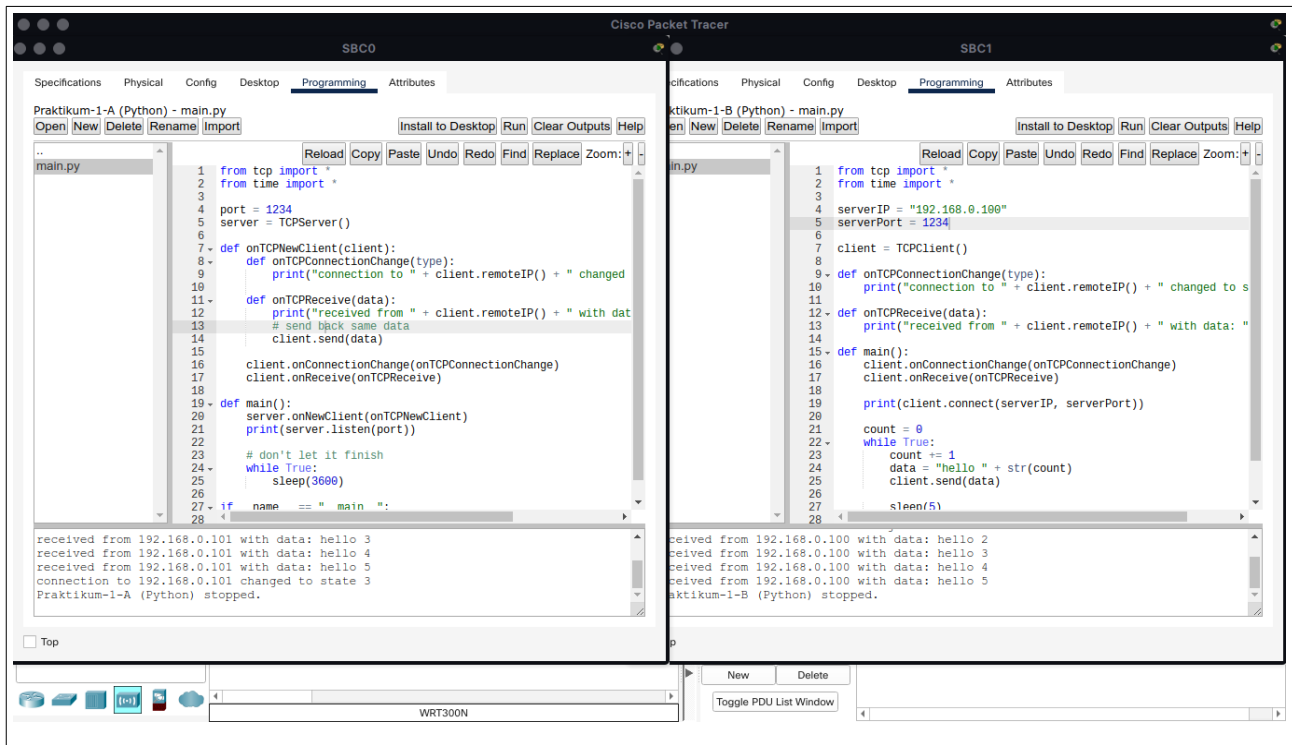 Cisco Packet Tracer
SBC0
Specifications Physical Config Desktop Programming Attributes
Praktikum-1-A (Python) - main.py
Open New Delete Rename Import Install to Desktop Run Clear Outputs Help
Reload Copy Paste Undo Redo Find Replace Zoom: + -
..
main.py
1 from tcp import *
2 from time import *
3
4 port = 1234
5 server = TCPServer()
6
7 def onTCPNewClient(client):
8 def onTCPConnectionChange(type):
9 print("connection to " + client.remoteIP() + " changed
10
11 def onTCPReceive(data):
12 print("received from " + client.remoteIP() + " with dat
13 # send back same data
14 client.send(data)
15
16 client.onConnectionChange(onTCPConnectionChange)
17 client.onReceive(onTCPReceive)
18
19 def main():
20 server.onNewClient(onTCPNewClient)
21 print(server.listen(port))
22
23 # don't let it finish
24 while True:
25 sleep(3600)
26
27 if __name__ == "__main__":
28
received from 192.168.0.101 with data: hello 3
received from 192.168.0.101 with data: hello 4
received from 192.168.0.101 with data: hello 5
connection to 192.168.0.101 changed to state 3
Praktikum-1-A (Python) stopped.
Top
SBC1
cifications Physical Config Desktop Programming Attributes
ktikum-1-B (Python) - main.py
en New Delete Rename Import Install to Desktop Run Clear Outputs Help
Reload Copy Paste Undo Redo Find Replace Zoom: + -
in.py
1 from tcp import *
2 from time import *
3
4 serverIP = "192.168.0.100"
5 serverPort = 1234
6
7 client = TCPClient()
8
9 def onTCPConnectionChange(type):
10 print("connection to " + client.remoteIP() + " changed to s
11
12 def onTCPReceive(data):
13 print("received from " + client.remoteIP() + " with data: "
14
15 def main():
16 client.onConnectionChange(onTCPConnectionChange)
17 client.onReceive(onTCPReceive)
18
19 print(client.connect(serverIP, serverPort))
20
21 count = 0
22 while True:
23 count += 1
24 data = "hello " + str(count)
25 client.send(data)
26
27 sleep(5)
28
ceived from 192.168.0.100 with data: hello 2
ceived from 192.168.0.100 with data: hello 3
ceived from 192.168.0.100 with data: hello 4
ceived from 192.168.0.100 with data: hello 5
aktikum-1-B (Python) stopped.
p
WRT300N
New Delete
Toggle PDU List Window